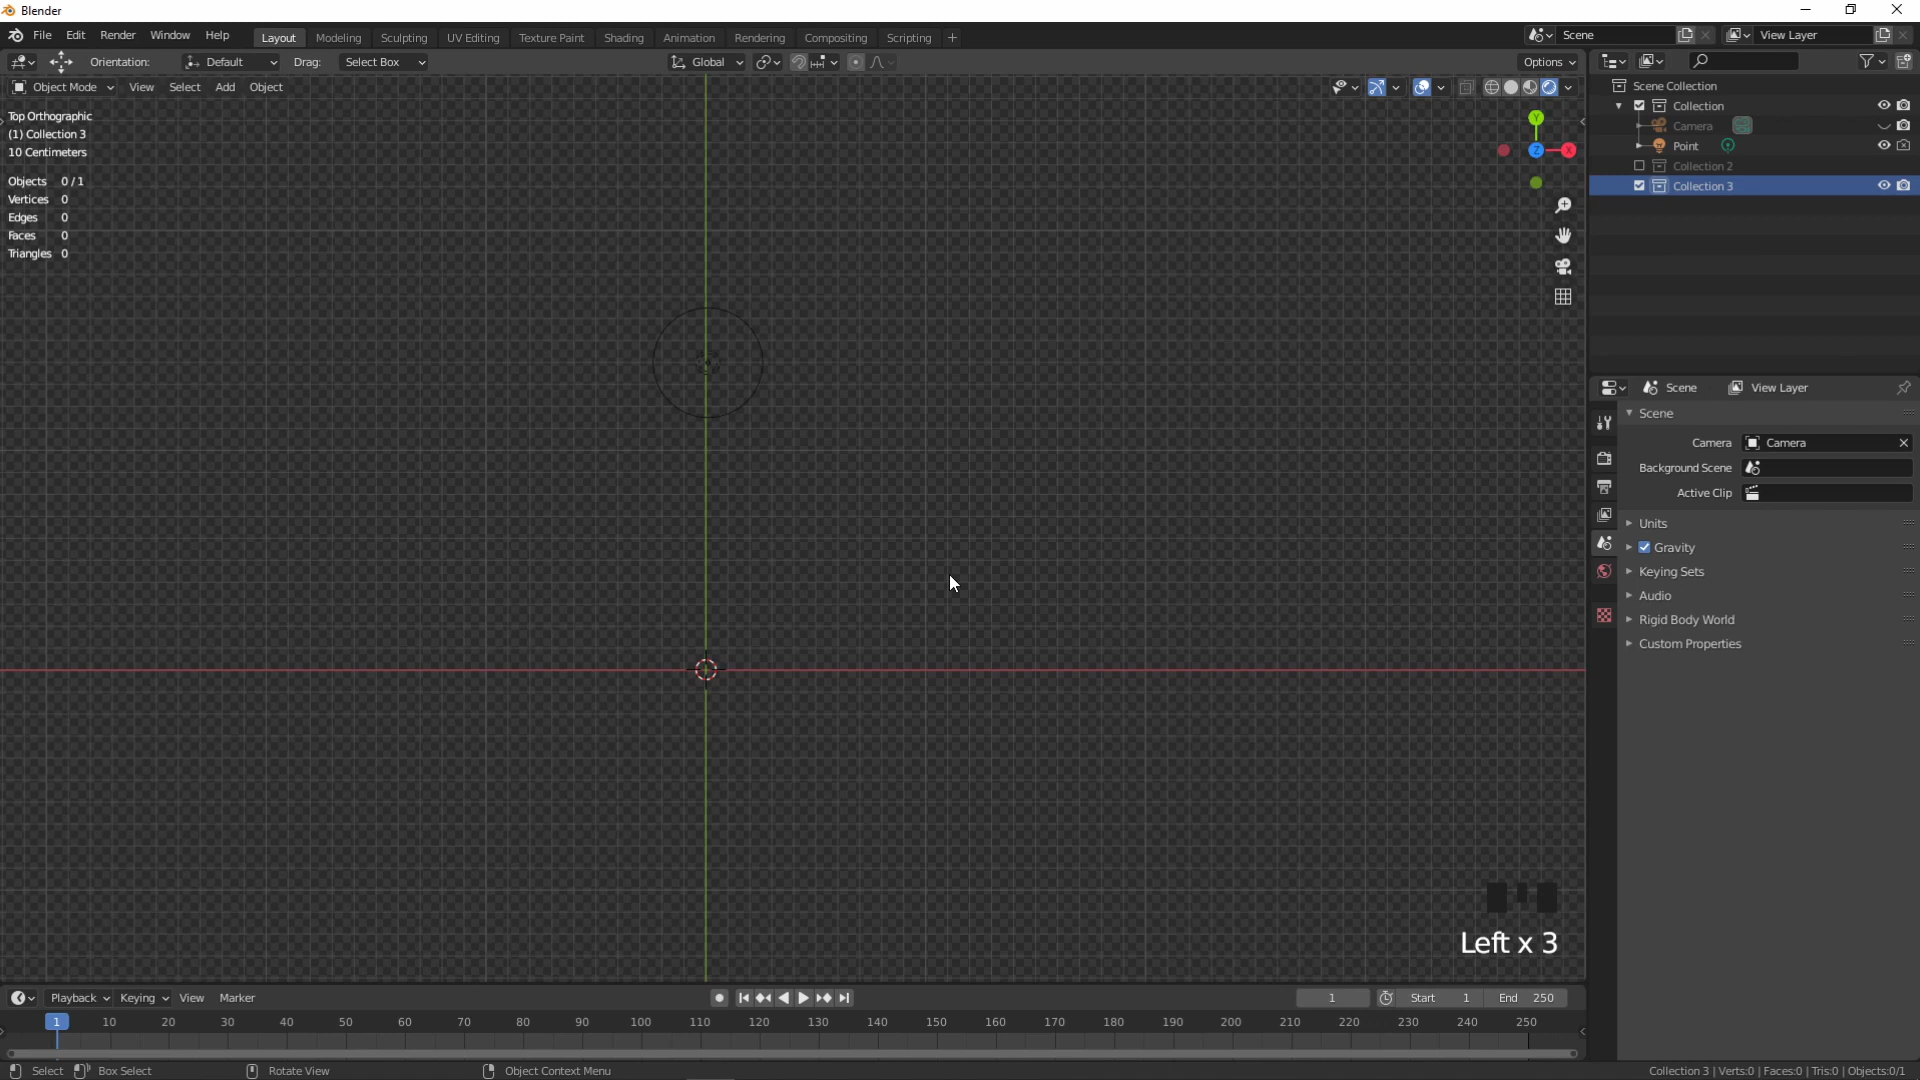 Blender
File Edit Render Window Help Layout Modeling Sculpting UV Editing Texture Paint Shading Animation Rendering Compositing Scripting + Scene View Layer
Orientation: Default Drag: Select Box Global Options
Object Mode View Select Add Object
Scene Collection
Collection
Camera
Point
Collection 2
Collection 3
Top Orthographic
(1) Collection 3
10 Centimeters
Objects 0/1
Vertices 0
Edges 0
Faces 0
Triangles 0
Y
Z X
Scene View Layer
Scene
Camera Camera
Background Scene
Active Clip
Units
Gravity
Keying Sets
Audio
Rigid Body World
Custom Properties
Left x 3
Playback Keying View Marker 1 Start 1 End 250
1 10 20 30 40 50 60 70 80 90 100 110 120 130 140 150 160 170 180 190 200 210 220 230 240 250
Select Box Select Rotate View Object Context Menu Collection 3 | Verts:0 | Faces:0 | Tris:0 | Objects:0/1